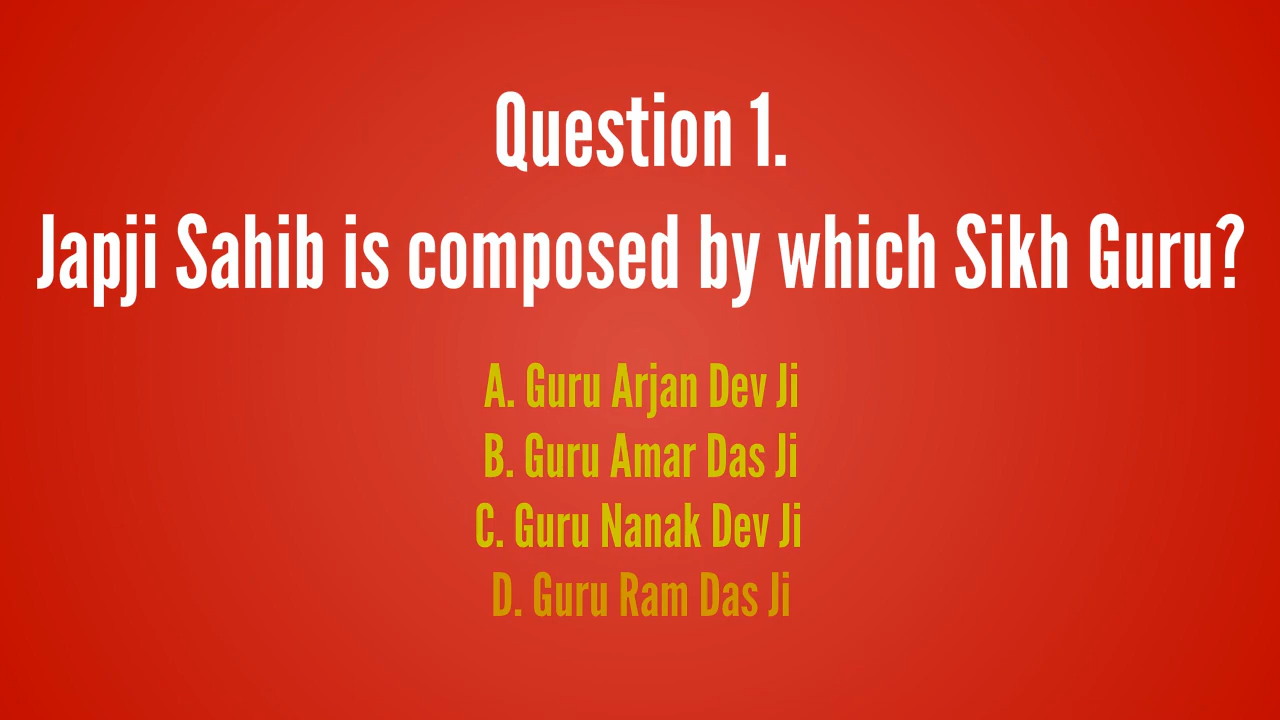 Question 1.
Japji Sahib is composed by which Sikh Guru?
A. Guru Arjan Dev Ji
B. Guru Amar Das Ji
C. Guru Nanak Dev Ji
D. Guru Ram Das Ji